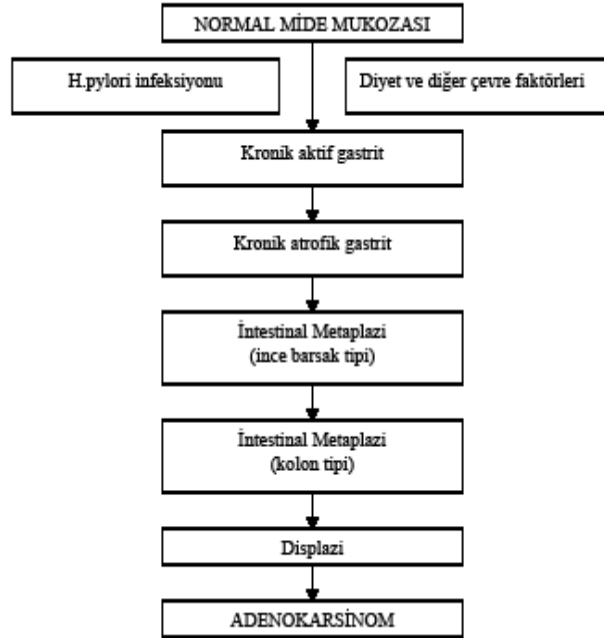 NORMAL MİDE MUKOZASI
H.pylori infeksiyonu
Diyet ve diğer çevre faktörleri
Kronik aktif gastrit
Kronik atrofik gastrit
İntestinal Metaplazi
(ince barsak tipi)
İntestinal Metaplazi
(kolon tipi)
Displazi
ADENOKARSİNOM